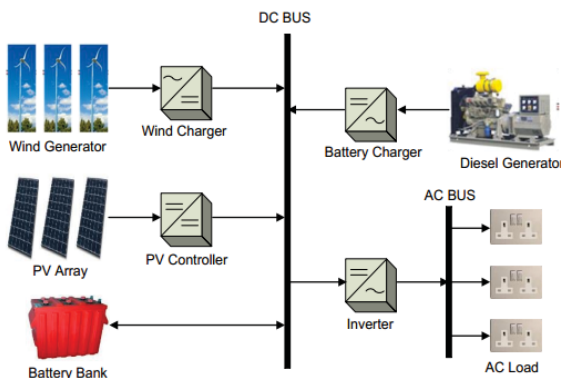 DC BUS
Wind Generator
Wind Charger
Battery Charger
Diesel Generator
AC BUS
PV Array
PV Controller
Inverter
Battery Bank
AC Load